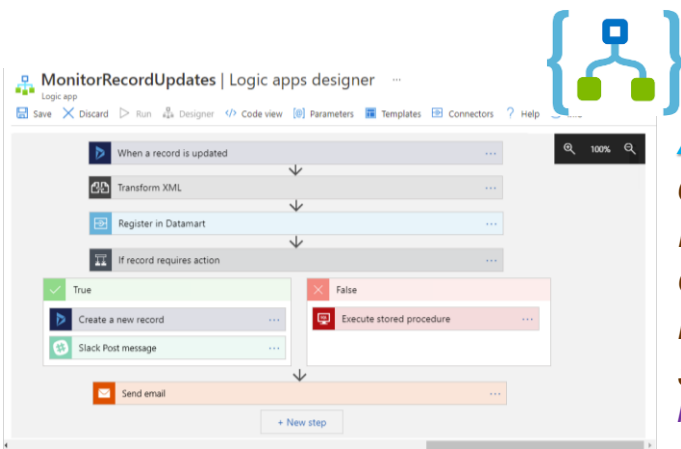 MonitorRecordUpdates | Logic apps designer ...
Logic app
Save Discard Run Designer Code view Parameters Templates Connectors Help
When a record is updated ...
100%
Transform XML ...
Register in Datamart ...
If record requires action ...
True
False
Create a new record ...
Execute stored procedure ...
Slack Post message ...
Send email ...
+ New step